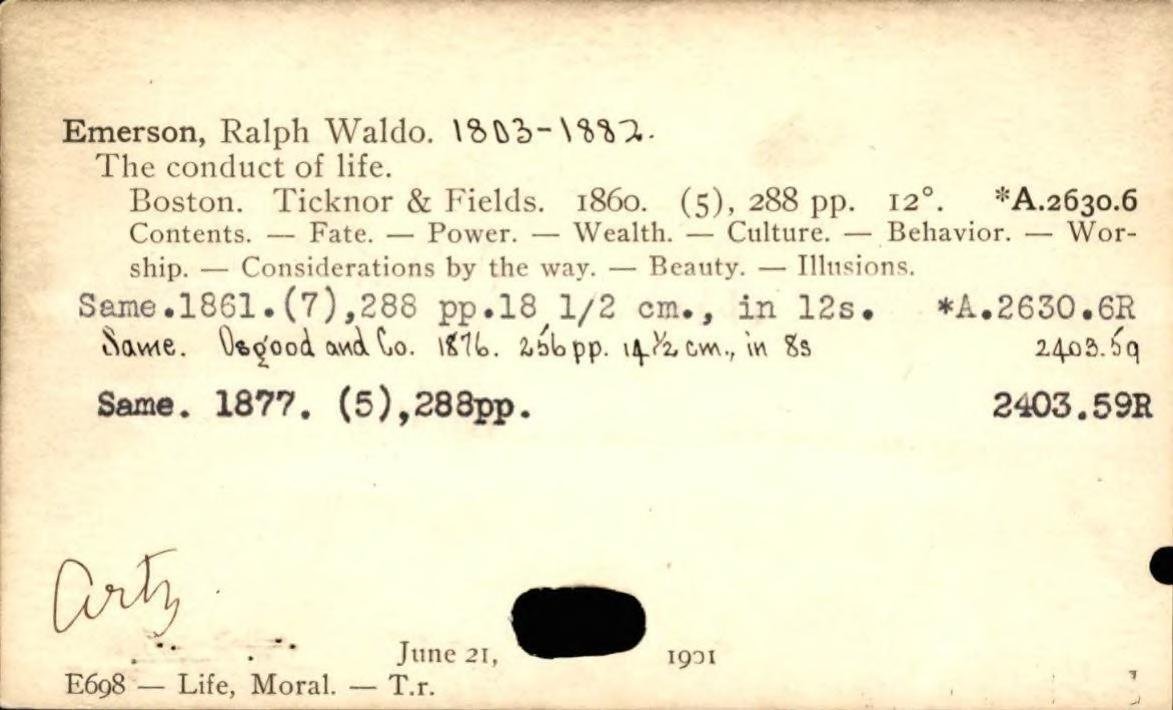 Emerson, Ralph Waldo. 1803-1882.
The conduct of life.
Boston. Ticknor & Fields. 1860. (5), 288 pp. 12°. *A.2630.6
Contents. — Fate. — Power. — Wealth. — Culture. — Behavior. — Wor-
ship. — Considerations by the way. — Beauty. — Illusions.
Same.1861.(7),288 pp.18 1/2 cm., in 12s. *A.2630.6R
Same. Osgood and Co. 1876. 256 pp. 14 1/2 cm., in 8s 2403.59
Same. 1877. (5),288pp. 2403.59R
Artz
June 21, 1901
E698 — Life, Moral. — T.r.